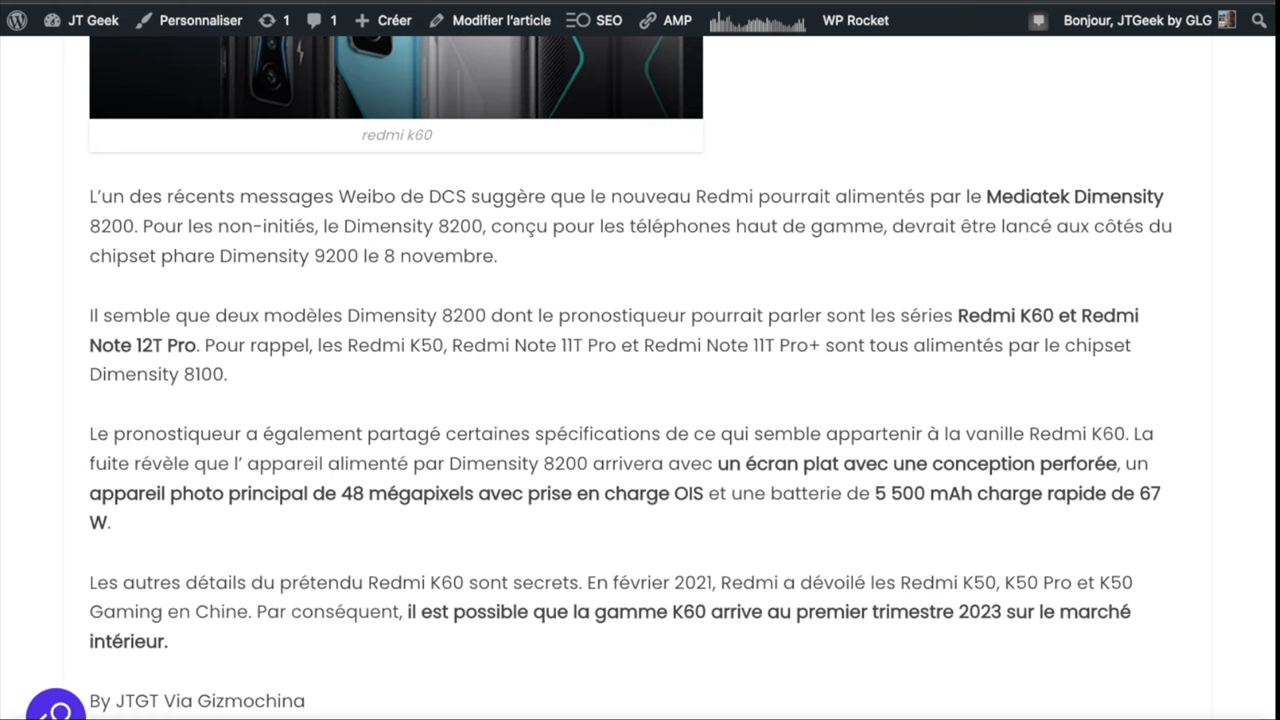 JT Geek Personnaliser 1 1 Créer Modifier l'article SEO AMP WP Rocket Bonjour, JTGeek by GLG
redmi k60
L'un des récents messages Weibo de DCS suggère que le nouveau Redmi pourrait alimentés par le Mediatek Dimensity
8200. Pour les non-initiés, le Dimensity 8200, conçu pour les téléphones haut de gamme, devrait être lancé aux côtés du
chipset phare Dimensity 9200 le 8 novembre.
Il semble que deux modèles Dimensity 8200 dont le pronostiqueur pourrait parler sont les séries Redmi K60 et Redmi
Note 12T Pro. Pour rappel, les Redmi K50, Redmi Note 11T Pro et Redmi Note 11T Pro+ sont tous alimentés par le chipset
Dimensity 8100.
Le pronostiqueur a également partagé certaines spécifications de ce qui semble appartenir à la vanille Redmi K60. La
fuite révèle que l' appareil alimenté par Dimensity 8200 arrivera avec un écran plat avec une conception perforée, un
appareil photo principal de 48 mégapixels avec prise en charge OIS et une batterie de 5 500 mAh charge rapide de 67
W.
Les autres détails du prétendu Redmi K60 sont secrets. En février 2021, Redmi a dévoilé les Redmi K50, K50 Pro et K50
Gaming en Chine. Par conséquent, il est possible que la gamme K60 arrive au premier trimestre 2023 sur le marché
intérieur.
By JTGT Via Gizmochina